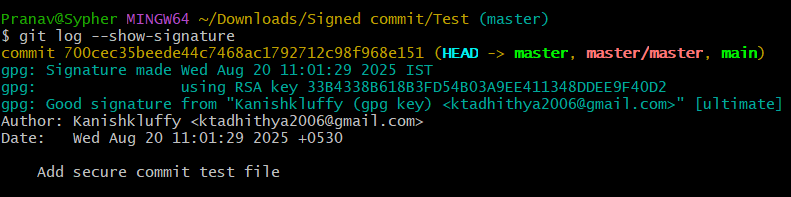 Pranav@Sypher MINGW64 ~/Downloads/Signed commit/Test (master)
$ git log --show-signature
commit 700cec35beede44c7468ac1792712c98f968e151 (HEAD -> master, master/master, main)
gpg: Signature made Wed Aug 20 11:01:29 2025 IST
gpg:                using RSA key 33B4338B618B3FD54B03A9EE411348DDEE9F40D2
gpg: Good signature from "Kanishkluffy (gpg key) <ktadhithya2006@gmail.com>" [ultimate]
Author: Kanishkluffy <ktadhithya2006@gmail.com>
Date:   Wed Aug 20 11:01:29 2025 +0530
    Add secure commit test file